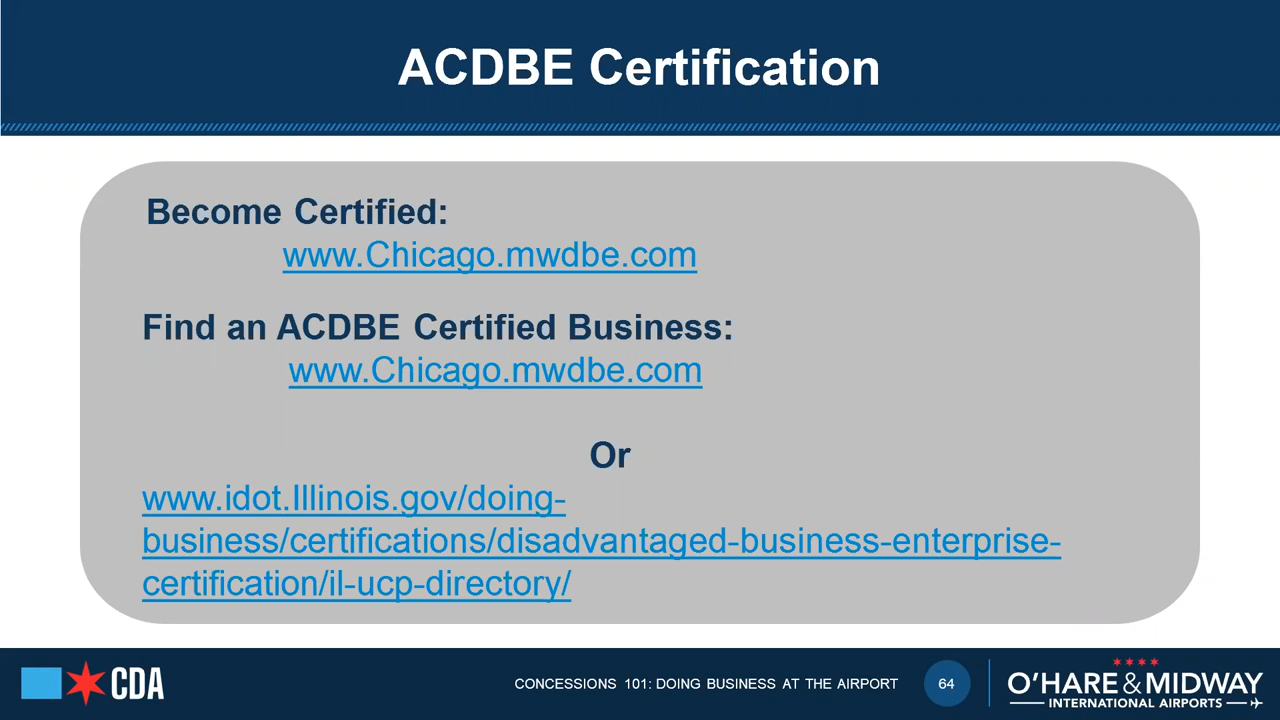 ACDBE Certification
Become Certified:
www.Chicago.mwdbe.com
Find an ACDBE Certified Business:
www.Chicago.mwdbe.com
Or
www.idot.Illinois.gov/doing-
business/certifications/disadvantaged-business-enterprise-
certification/il-ucp-directory/
CDA
CONCESSIONS 101: DOING BUSINESS AT THE AIRPORT
64
O'HARE & MIDWAY
INTERNATIONAL AIRPORTS